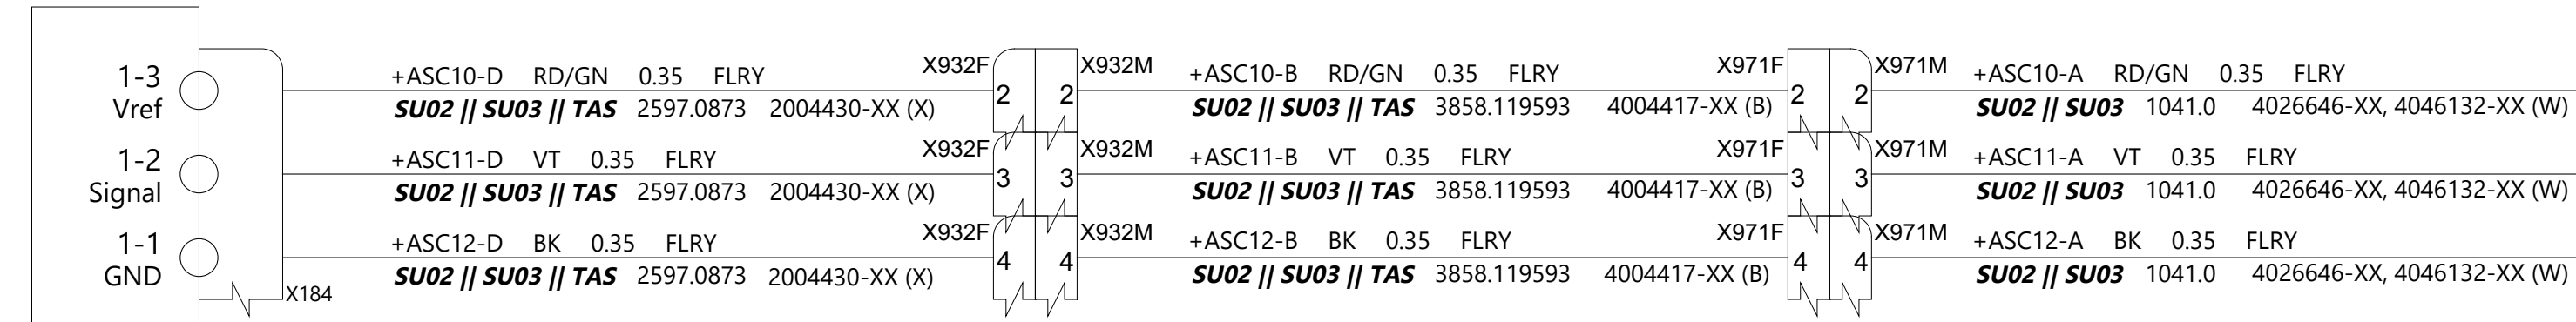 1-3 +ASC10-D RD/GN 0.35 FLRY X932F X932M +ASC10-B RD/GN 0.35 FLRY X971F X971M +ASC10-A RD/GN 0.35 FLRY
2 2 2 2
Vref SU02 || SU03 || TAS 2597.0873 2004430-XX (X) SU02 || SU03 || TAS 3858.119593 4004417-XX (B) SU02 || SU03 1041.0 4026646-XX, 4046132-XX (W)
1-2 +ASC11-D VT 0.35 FLRY X932F X932M +ASC11-B VT 0.35 FLRY X971F X971M +ASC11-A VT 0.35 FLRY
3 3 3 3
Signal SU02 || SU03 || TAS 2597.0873 2004430-XX (X) SU02 || SU03 || TAS 3858.119593 4004417-XX (B) SU02 || SU03 1041.0 4026646-XX, 4046132-XX (W)
1-1 +ASC12-D BK 0.35 FLRY X932F X932M +ASC12-B BK 0.35 FLRY X971F X971M +ASC12-A BK 0.35 FLRY
4 4 4 4
GND SU02 || SU03 || TAS 2597.0873 2004430-XX (X) SU02 || SU03 || TAS 3858.119593 4004417-XX (B) SU02 || SU03 1041.0 4026646-XX, 4046132-XX (W)
X184